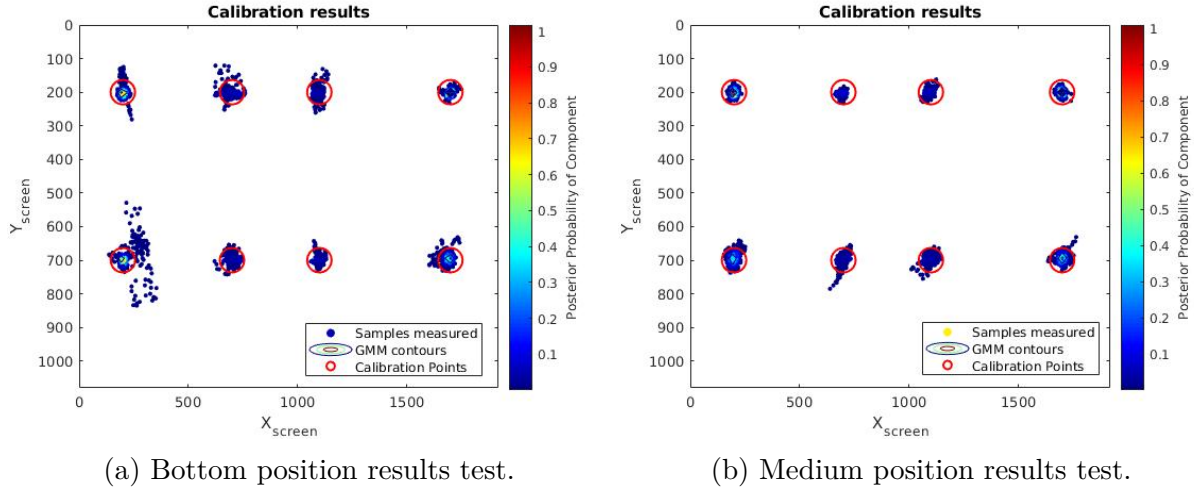 Calibration results
0
100
200
300
400
500
600
700
800
900
1000
Y_screen
0 500 1000 1500
X_screen
Samples measured
GMM contours
Calibration Points
1
0.9
0.8
0.7
0.6
0.5
0.4
0.3
0.2
0.1
Posterior Probability of Component
(a) Bottom position results test.
Calibration results
0
100
200
300
400
500
600
700
800
900
1000
Y_screen
0 500 1000 1500
X_screen
Samples measured
GMM contours
Calibration Points
1
0.9
0.8
0.7
0.6
0.5
0.4
0.3
0.2
0.1
Posterior Probability of Component
(b) Medium position results test.